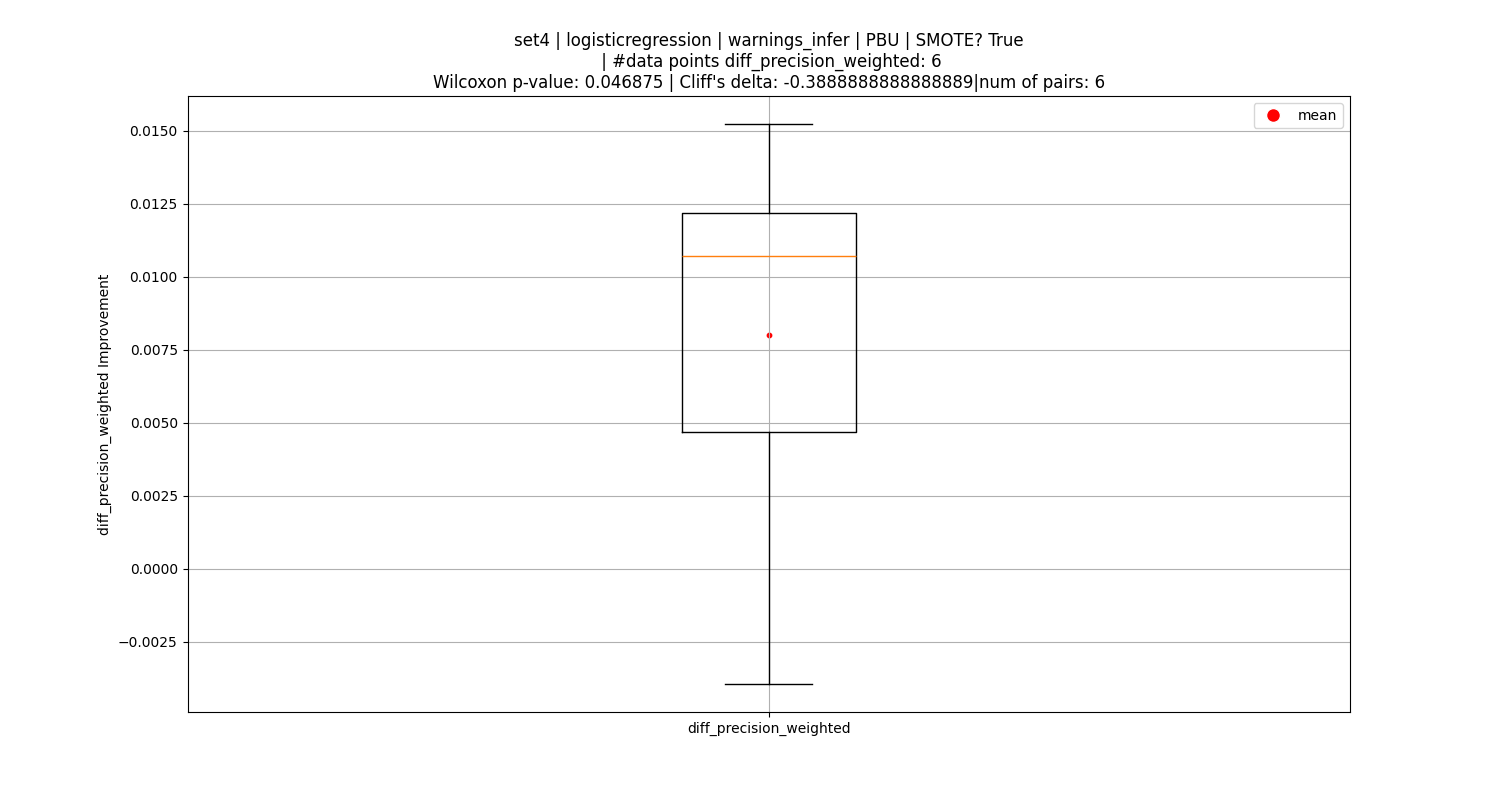 set4 | logisticregression | warnings_infer | PBU | SMOTE? True
| #data points diff_precision_weighted: 6
Wilcoxon p-value: 0.046875 | Cliff's delta: -0.3888888888888889|num of pairs: 6
mean
0.0150
0.0125
0.0100
0.0075
0.0050
0.0025
0.0000
−0.0025
diff_precision_weighted Improvement
diff_precision_weighted